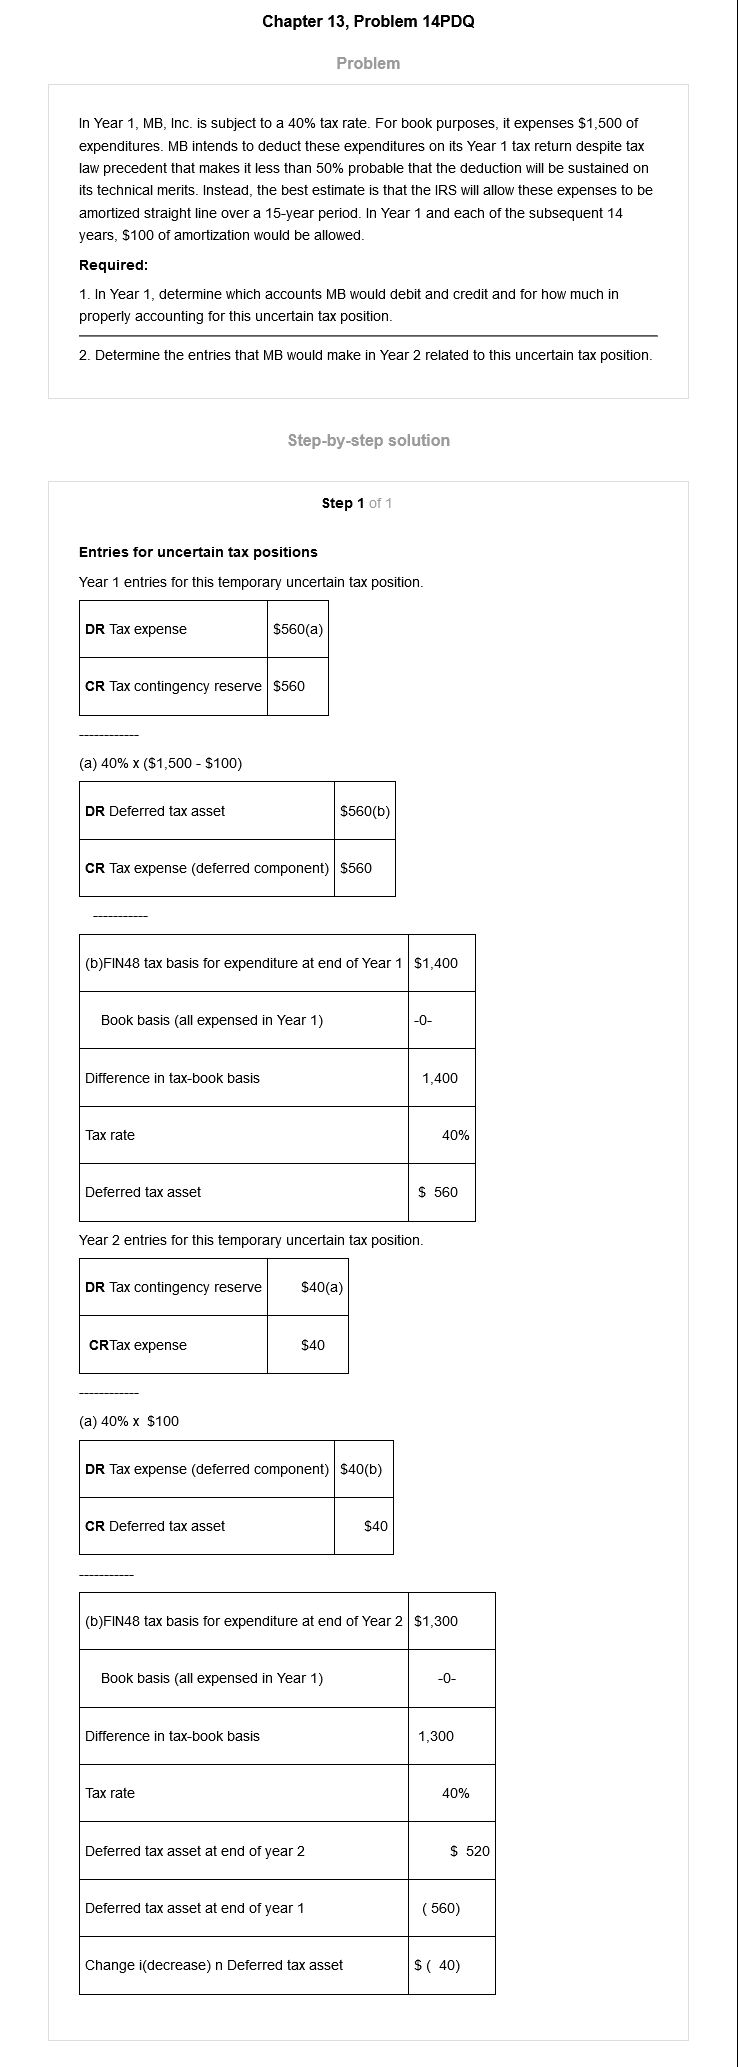 Chapter 13, Problem 14PDQ
Problem
In Year 1, MB, Inc. is subject to a 40% tax rate. For book purposes, it expenses $1,500 of
expenditures. MB intends to deduct these expenditures on its Year 1 tax return despite tax
law precedent that makes it less than 50% probable that the deduction will be sustained on
its technical merits. Instead, the best estimate is that the IRS will allow these expenses to be
amortized straight line over a 15-year period. In Year 1 and each of the subsequent 14
years, $100 of amortization would be allowed.
Required:
1. In Year 1, determine which accounts MB would debit and credit and for how much in
properly accounting for this uncertain tax position.
2. Determine the entries that MB would make in Year 2 related to this uncertain tax position.
Step-by-step solution
Step 1 of 1
Entries for uncertain tax positions
Year 1 entries for this temporary uncertain tax position.
DR Tax expense $560(a)
CR Tax contingency reserve $560
------------
(a) 40% x ($1,500 - $100)
DR Deferred tax asset $560(b)
CR Tax expense (deferred component) $560
-----------
(b)FIN48 tax basis for expenditure at end of Year 1 $1,400
Book basis (all expensed in Year 1) -0-
Difference in tax-book basis 1,400
Tax rate 40%
Deferred tax asset $ 560
Year 2 entries for this temporary uncertain tax position.
DR Tax contingency reserve $40(a)
CRTax expense $40
------------
(a) 40% x $100
DR Tax expense (deferred component) $40(b)
CR Deferred tax asset $40
-----------
(b)FIN48 tax basis for expenditure at end of Year 2 $1,300
Book basis (all expensed in Year 1) -0-
Difference in tax-book basis 1,300
Tax rate 40%
Deferred tax asset at end of year 2 $ 520
Deferred tax asset at end of year 1 ( 560)
Change i(decrease) n Deferred tax asset $ ( 40)